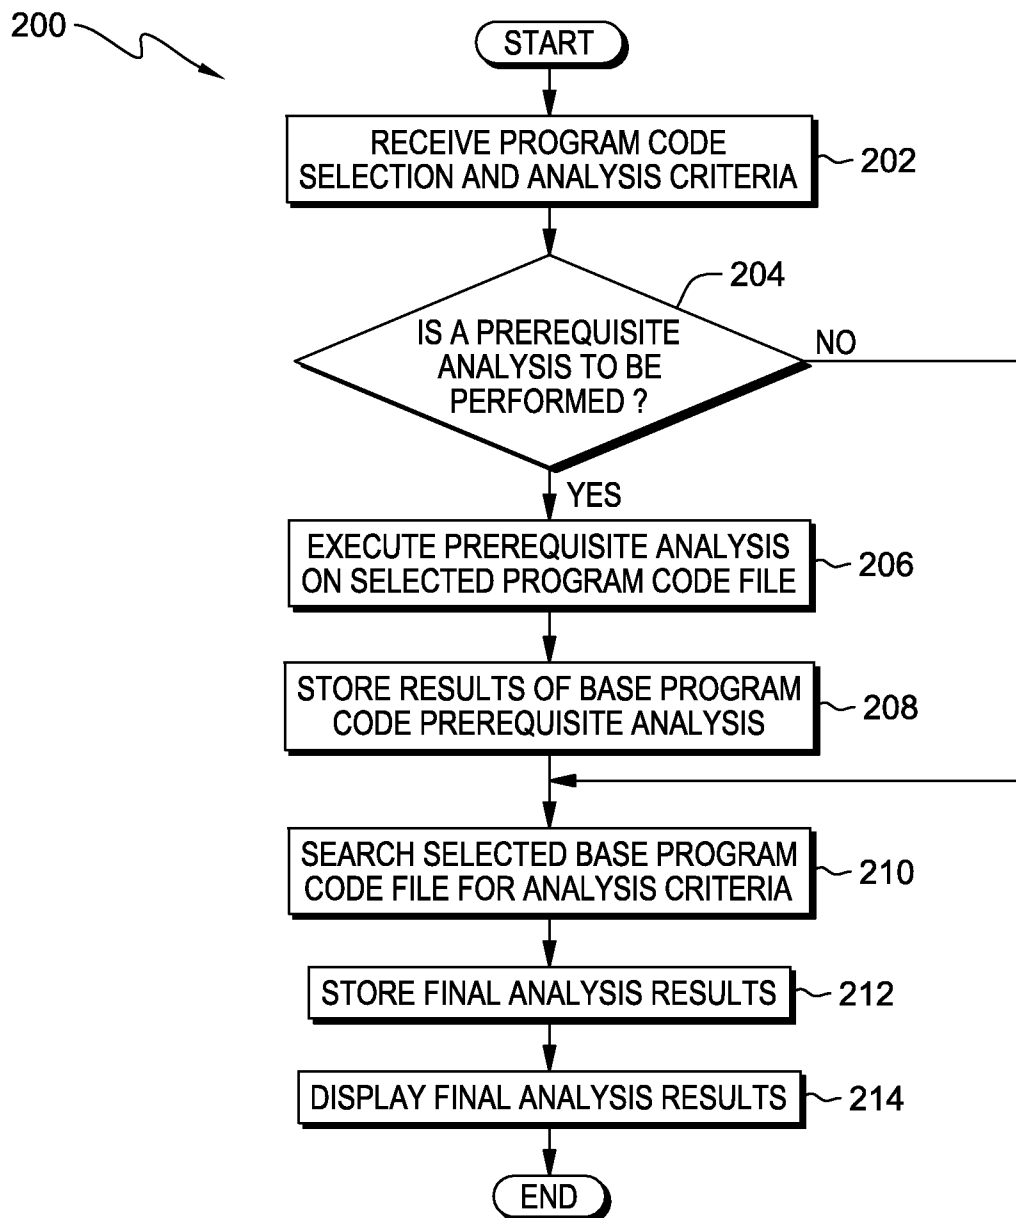 200
START
RECEIVE PROGRAM CODE
SELECTION AND ANALYSIS CRITERIA
202
204
IS A PREREQUISITE
ANALYSIS TO BE
PERFORMED ?
NO
YES
EXECUTE PREREQUISITE ANALYSIS
ON SELECTED PROGRAM CODE FILE
206
STORE RESULTS OF BASE PROGRAM
CODE PREREQUISITE ANALYSIS
208
SEARCH SELECTED BASE PROGRAM
CODE FILE FOR ANALYSIS CRITERIA
210
STORE FINAL ANALYSIS RESULTS
212
DISPLAY FINAL ANALYSIS RESULTS
214
END